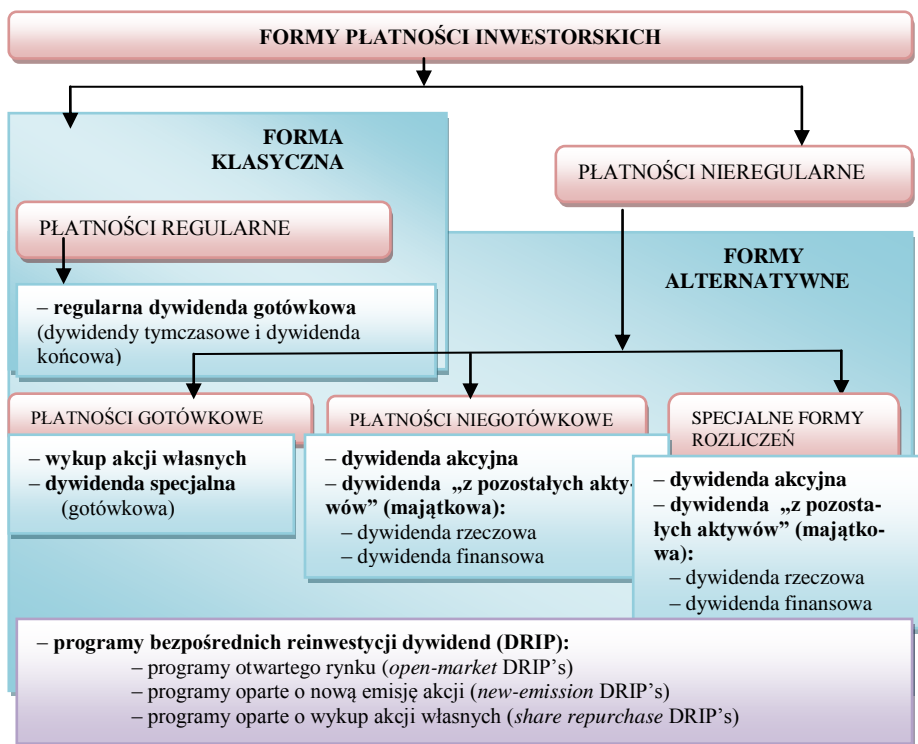 FORMY PŁATNOŚCI INWESTORSKICH
FORMA
KLASYCZNA
PŁATNOŚCI NIEREGULARNE
PŁATNOŚCI REGULARNE
FORMY
ALTERNATYWNE
– regularna dywidenda gotówkowa
(dywidendy tymczasowe i dywidenda
końcowa)
PŁATNOŚCI GOTÓWKOWE
– wykup akcji własnych
– dywidenda specjalna
(gotówkowa)
PŁATNOŚCI NIEGOTÓWKOWE
– dywidenda akcyjna
– dywidenda „z pozostałych akty-
wów” (majątkowa):
– dywidenda rzeczowa
– dywidenda finansowa
SPECJALNE FORMY
ROZLICZEŃ
– dywidenda akcyjna
– dywidenda „z pozosta-
łych aktywów” (majątko-
wa):
– dywidenda rzeczowa
– dywidenda finansowa
– programy bezpośrednich reinwestycji dywidend (DRIP):
– programy otwartego rynku (open-market DRIP’s)
– programy oparte o nową emisję akcji (new-emission DRIP’s)
– programy oparte o wykup akcji własnych (share repurchase DRIP’s)